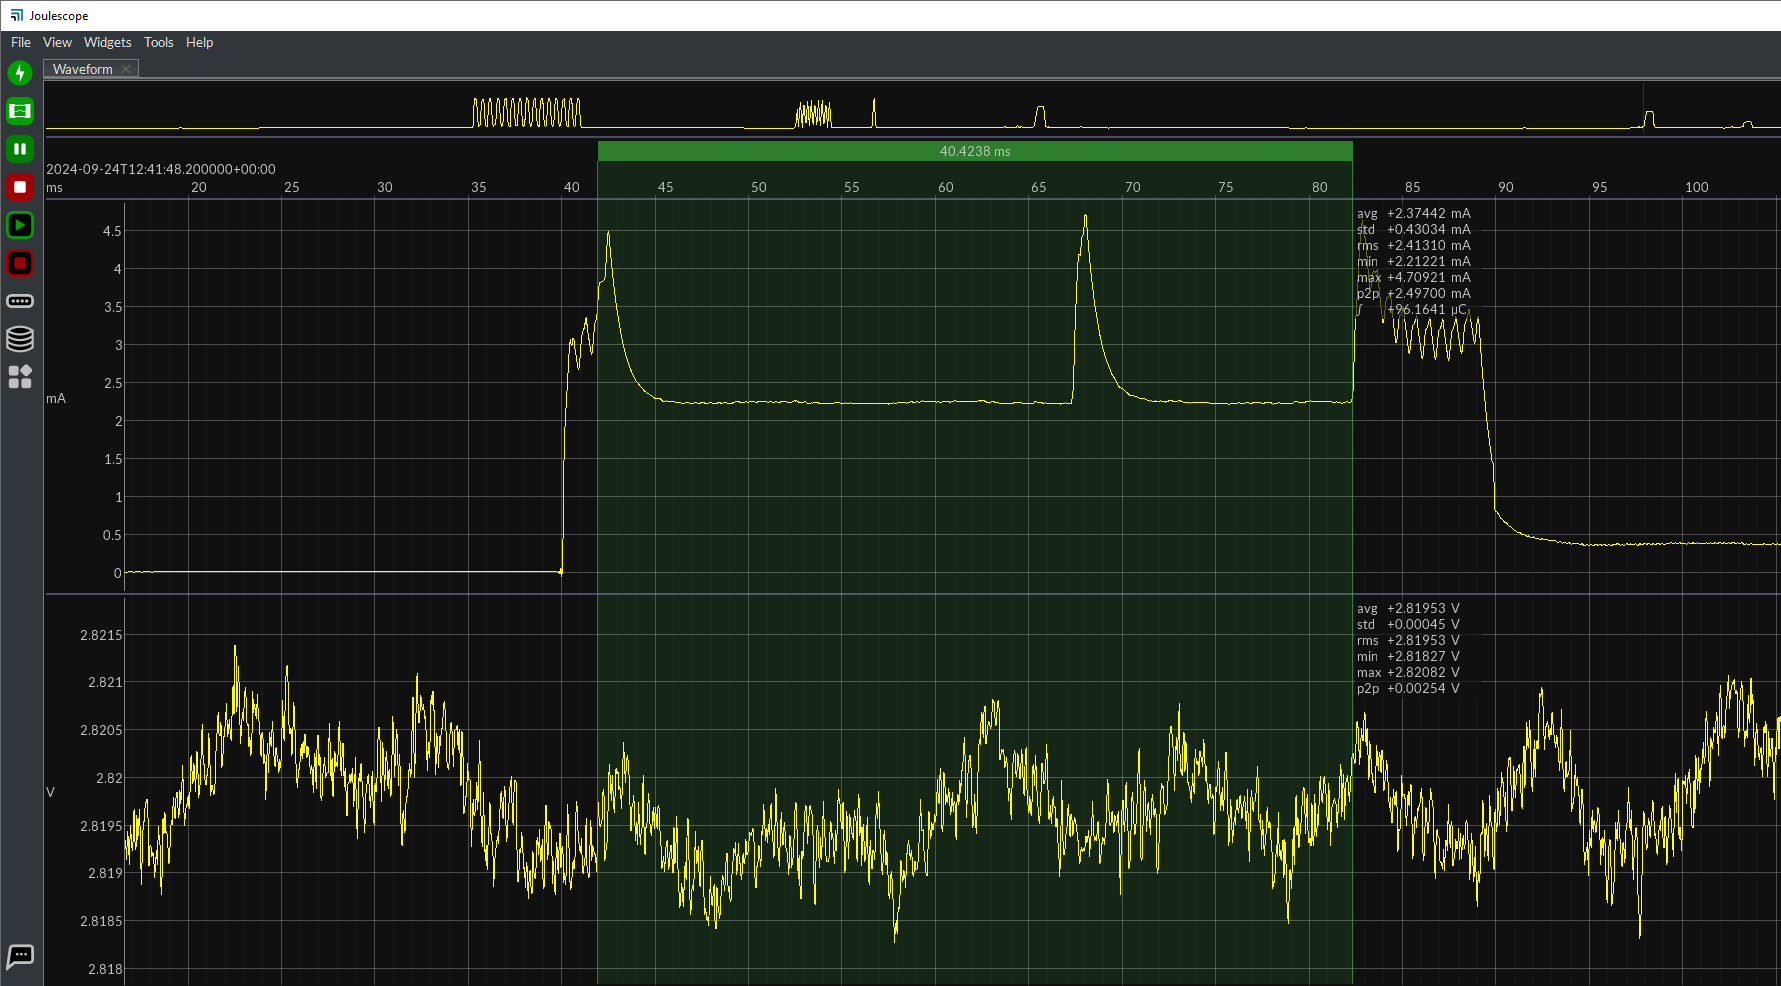 Joulescope
File View Widgets Tools Help
Waveform
40.4238 ms
2024-09-24T12:41:48.200000+00:00
ms 20 25 30 35 40 45 50 55 60 65 70 75 80 85 90 95 100
avg +2.37442 mA
std +0.43034 mA
rms +2.41310 mA
min +2.21221 mA
max +4.70921 mA
p2p +2.49700 mA
∫ +96.1641 µC
4.5
4
3.5
3
2.5
mA
2
1.5
1
0.5
0
avg +2.81953 V
std +0.00045 V
rms +2.81953 V
min +2.81827 V
max +2.82082 V
p2p +0.00254 V
2.8215
2.821
2.8205
2.82
V
2.8195
2.819
2.8185
2.818